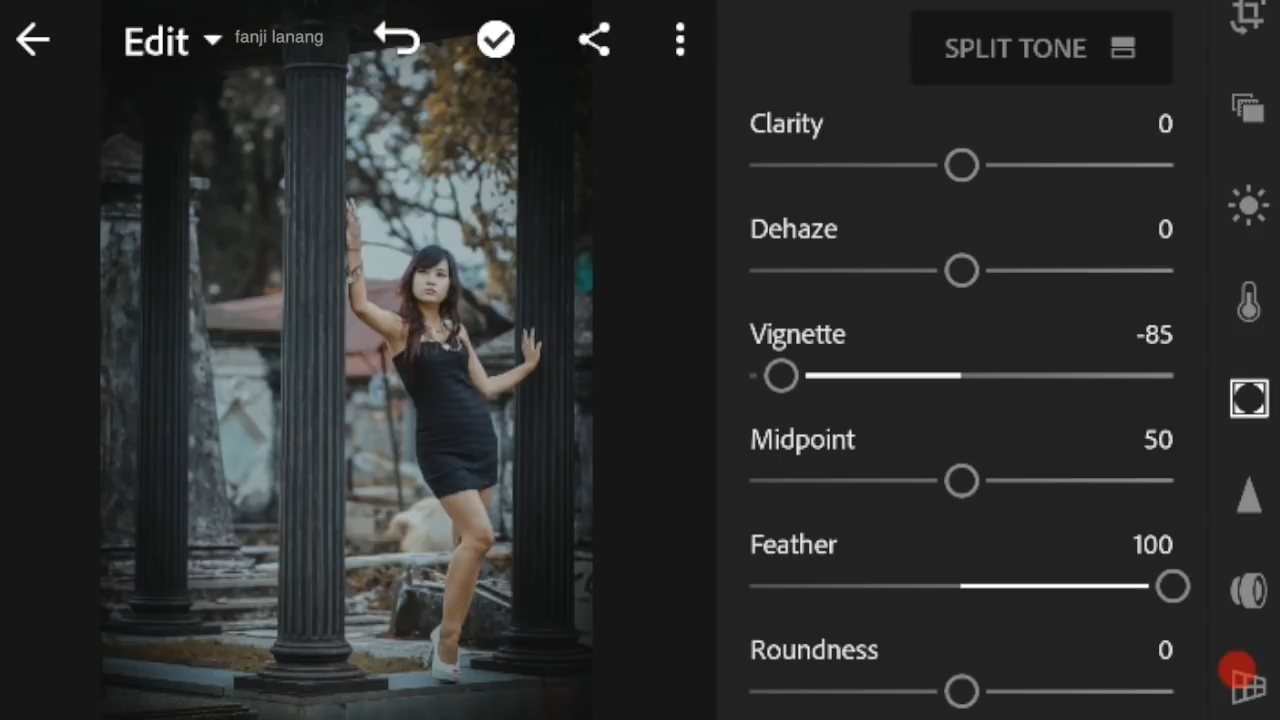 Edit fanji lanang
SPLIT TONE
Clarity 0
Dehaze 0
Vignette -85
Midpoint 50
Feather 100
Roundness 0